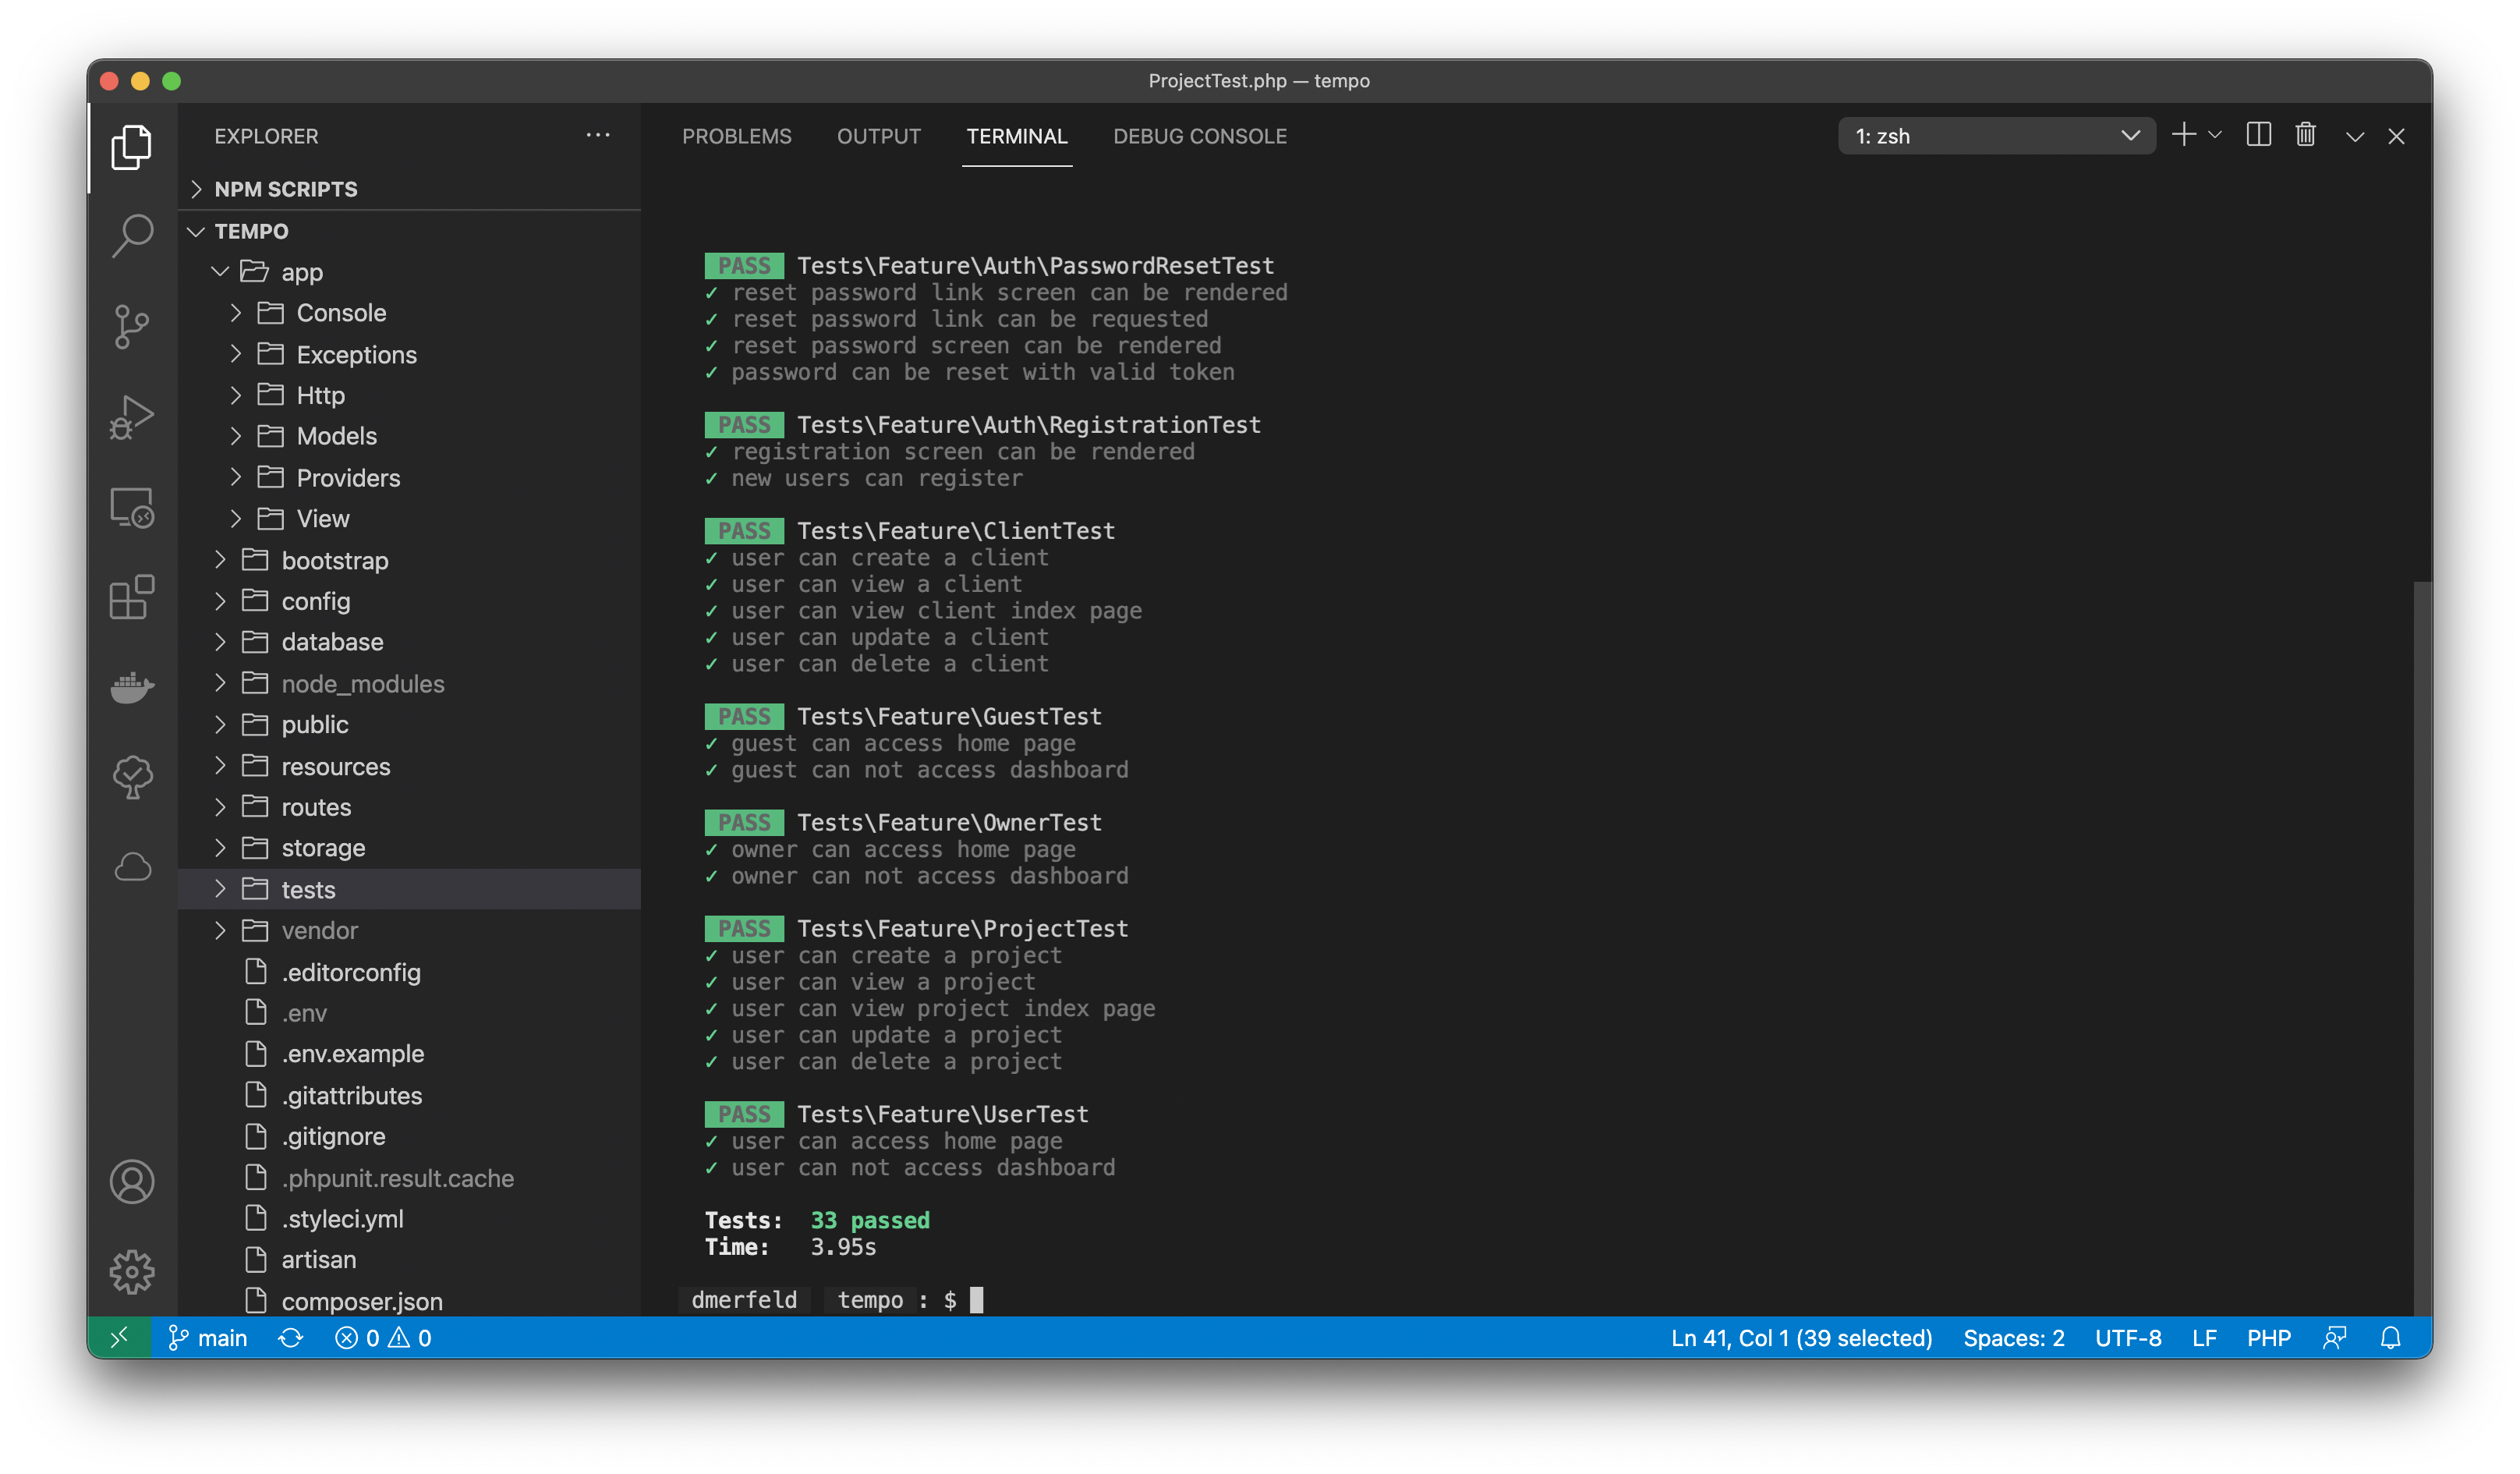 ProjectTest.php — tempo
EXPLORER
NPM SCRIPTS
TEMPO
app
Console
Exceptions
Http
Models
Providers
View
bootstrap
config
database
node_modules
public
resources
routes
storage
tests
vendor
.editorconfig
.env
.env.example
.gitattributes
.gitignore
.phpunit.result.cache
.styleci.yml
artisan
composer.json
PROBLEMS OUTPUT TERMINAL DEBUG CONSOLE 1: zsh
PASS Tests\Feature\Auth\PasswordResetTest
✓ reset password link screen can be rendered
✓ reset password link can be requested
✓ reset password screen can be rendered
✓ password can be reset with valid token
PASS Tests\Feature\Auth\RegistrationTest
✓ registration screen can be rendered
✓ new users can register
PASS Tests\Feature\ClientTest
✓ user can create a client
✓ user can view a client
✓ user can view client index page
✓ user can update a client
✓ user can delete a client
PASS Tests\Feature\GuestTest
✓ guest can access home page
✓ guest can not access dashboard
PASS Tests\Feature\OwnerTest
✓ owner can access home page
✓ owner can not access dashboard
PASS Tests\Feature\ProjectTest
✓ user can create a project
✓ user can view a project
✓ user can view project index page
✓ user can update a project
✓ user can delete a project
PASS Tests\Feature\UserTest
✓ user can access home page
✓ user can not access dashboard
Tests: 33 passed
Time: 3.95s
dmerfeld tempo : $
main 0 0 Ln 41, Col 1 (39 selected) Spaces: 2 UTF-8 LF PHP